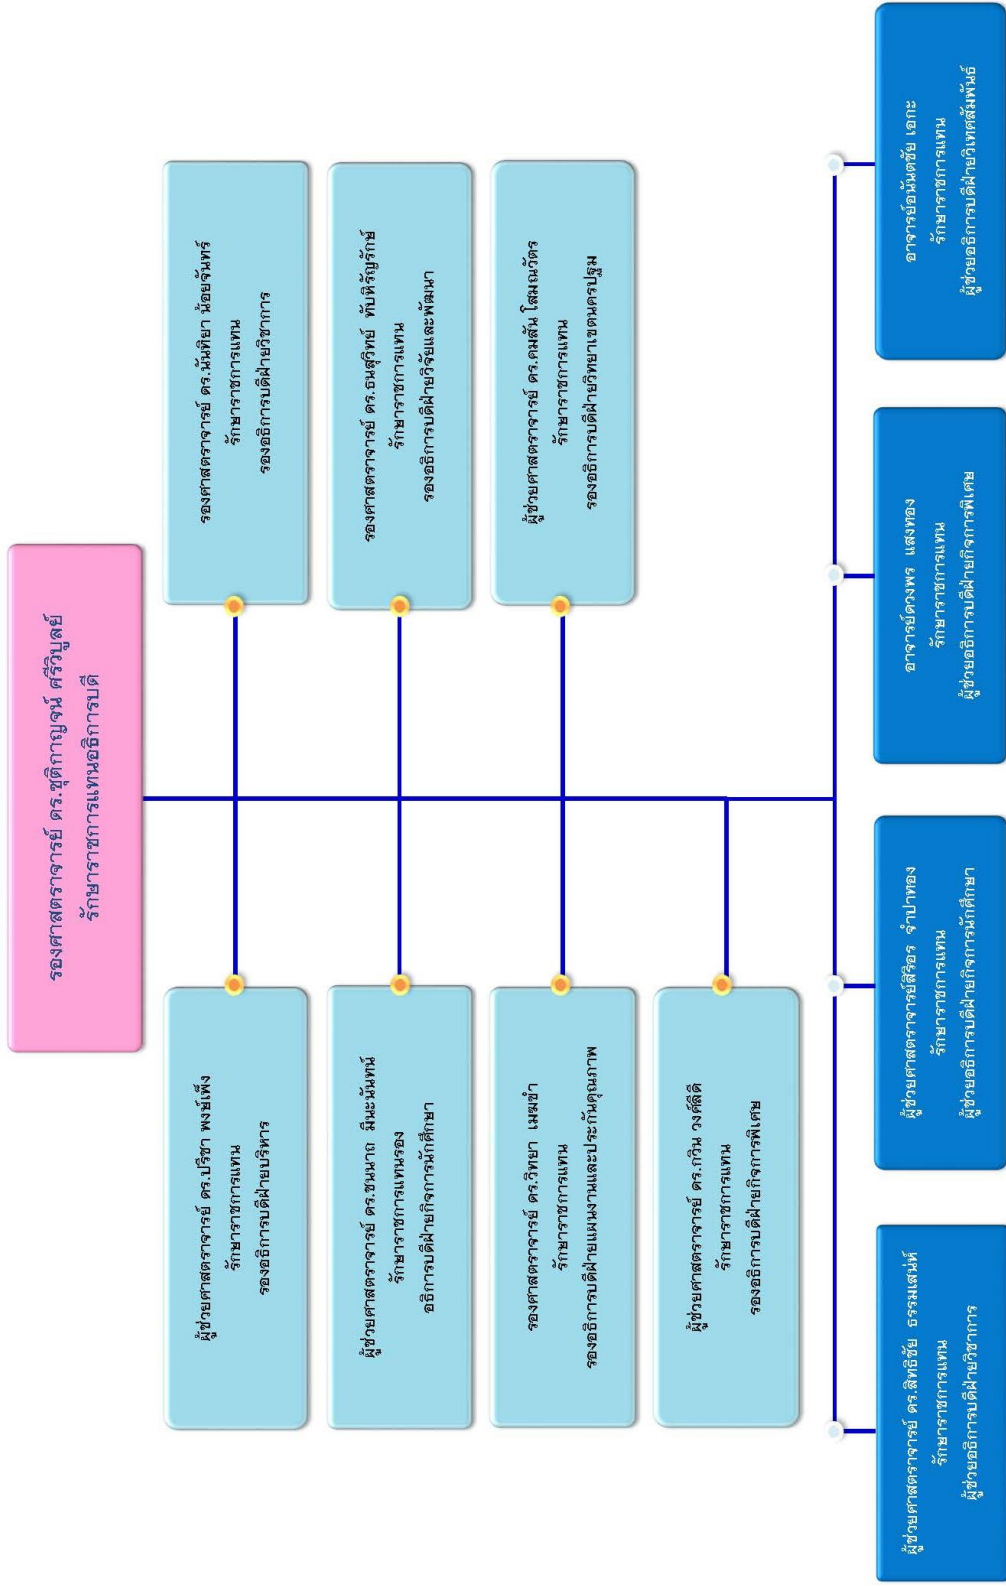 รองศาสตราจารย์ ดร.ชุติกาญจน์ ศรีวิบูลย์
รักษาราชการแทนอธิการบดี
ผู้ช่วยศาสตราจารย์ ดร.ปรีชา พงษ์เพ็ง
รักษาราชการแทน
รองอธิการบดีฝ่ายบริหาร
รองศาสตราจารย์ ดร.นันทิยา น้อยจันทร์
รักษาราชการแทน
รองอธิการบดีฝ่ายวิชาการ
ผู้ช่วยศาสตราจารย์ ดร.ชนนาถ มีนะนันทน์
รักษาราชการแทนรอง
อธิการบดีฝ่ายกิจการนักศึกษา
รองศาสตราจารย์ ดร.ธนสุวิทย์ ทับหิรัญรักษ์
รักษาราชการแทน
รองอธิการบดีฝ่ายวิจัยและพัฒนา
รองศาสตราจารย์ ดร.วิทยา เมฆขำ
รักษาราชการแทน
รองอธิการบดีฝ่ายแผนงานและประกันคุณภาพ
ผู้ช่วยศาสตราจารย์ ดร.คมสัน โสมณวัตร
รักษาราชการแทน
รองอธิการบดีฝ่ายวิทยาเขตนครปฐม
ผู้ช่วยศาสตราจารย์ ดร.กวิน วงศ์ลีดี
รักษาราชการแทน
รองอธิการบดีฝ่ายกิจการพิเศษ
ผู้ช่วยศาสตราจารย์ ดร.สิทธิชัย ธรรมเสน่ห์
รักษาราชการแทน
ผู้ช่วยอธิการบดีฝ่ายวิชาการ
ผู้ช่วยศาสตราจารย์สิริอร จำปาทอง
รักษาราชการแทน
ผู้ช่วยอธิการบดีฝ่ายกิจการนักศึกษา
อาจารย์ดวงพร แสงทอง
รักษาราชการแทน
ผู้ช่วยอธิการบดีฝ่ายกิจการพิเศษ
อาจารย์อนันตชัย เอกะ
รักษาราชการแทน
ผู้ช่วยอธิการบดีฝ่ายวิเทศสัมพันธ์